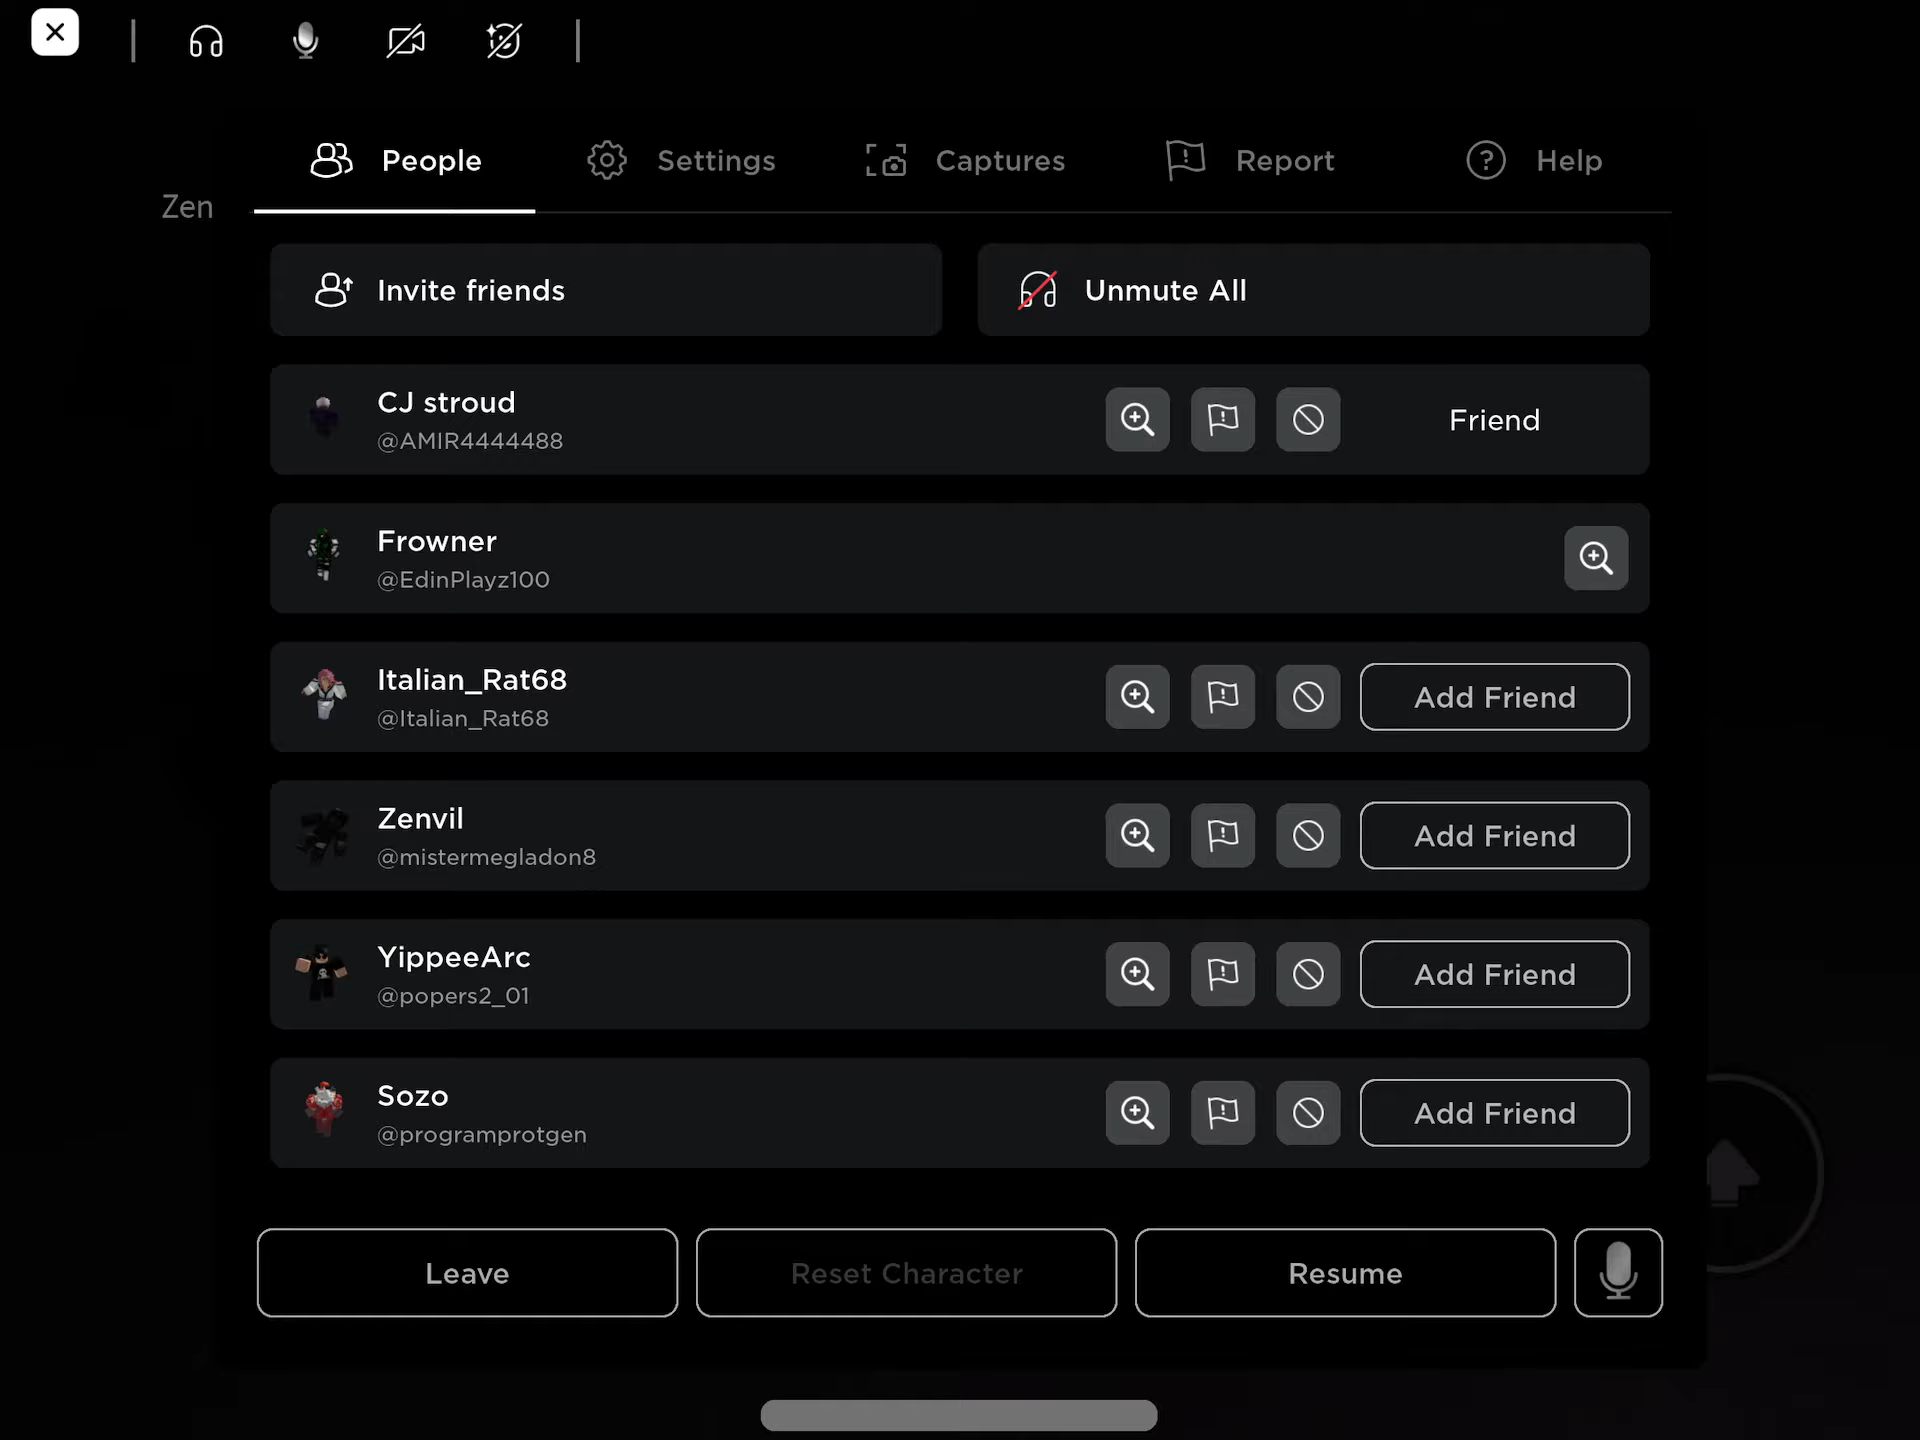 People
Settings
Captures
Report
Help
Zen
Invite friends
Unmute All
CJ stroud
@AMIR4444488
Friend
Frowner
@EdinPlayz100
Italian_Rat68
@Italian_Rat68
Add Friend
Zenvil
@mistermegladon8
Add Friend
YippeeArc
@popers2_01
Add Friend
Sozo
@programprotgen
Add Friend
Leave
Reset Character
Resume